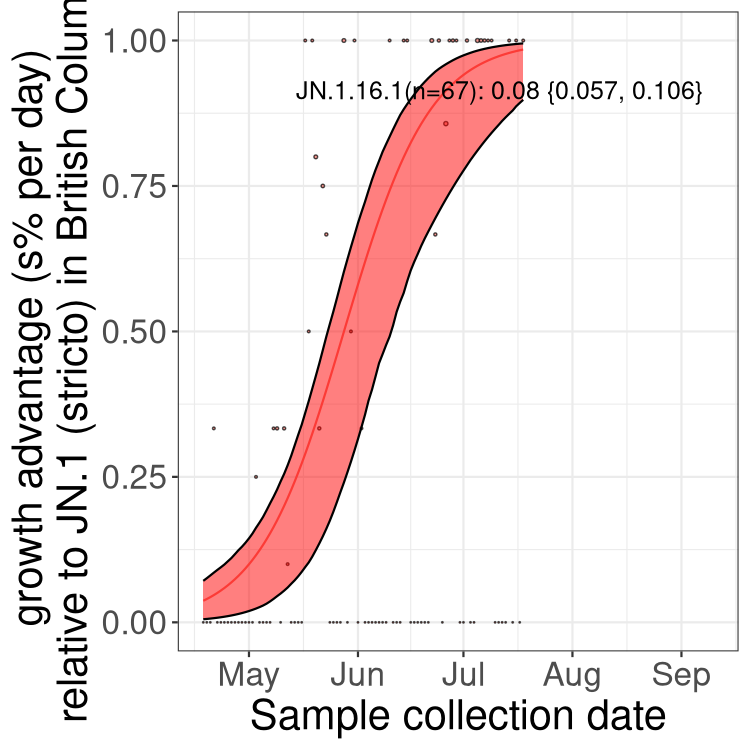 growth advantage (s% per day)
relative to JN.1 (stricto) in British Colum
1.00
0.75
0.50
0.25
0.00
JN.1.16.1(n=67): 0.08 {0.057, 0.106}
May Jun Jul Aug Sep
Sample collection date